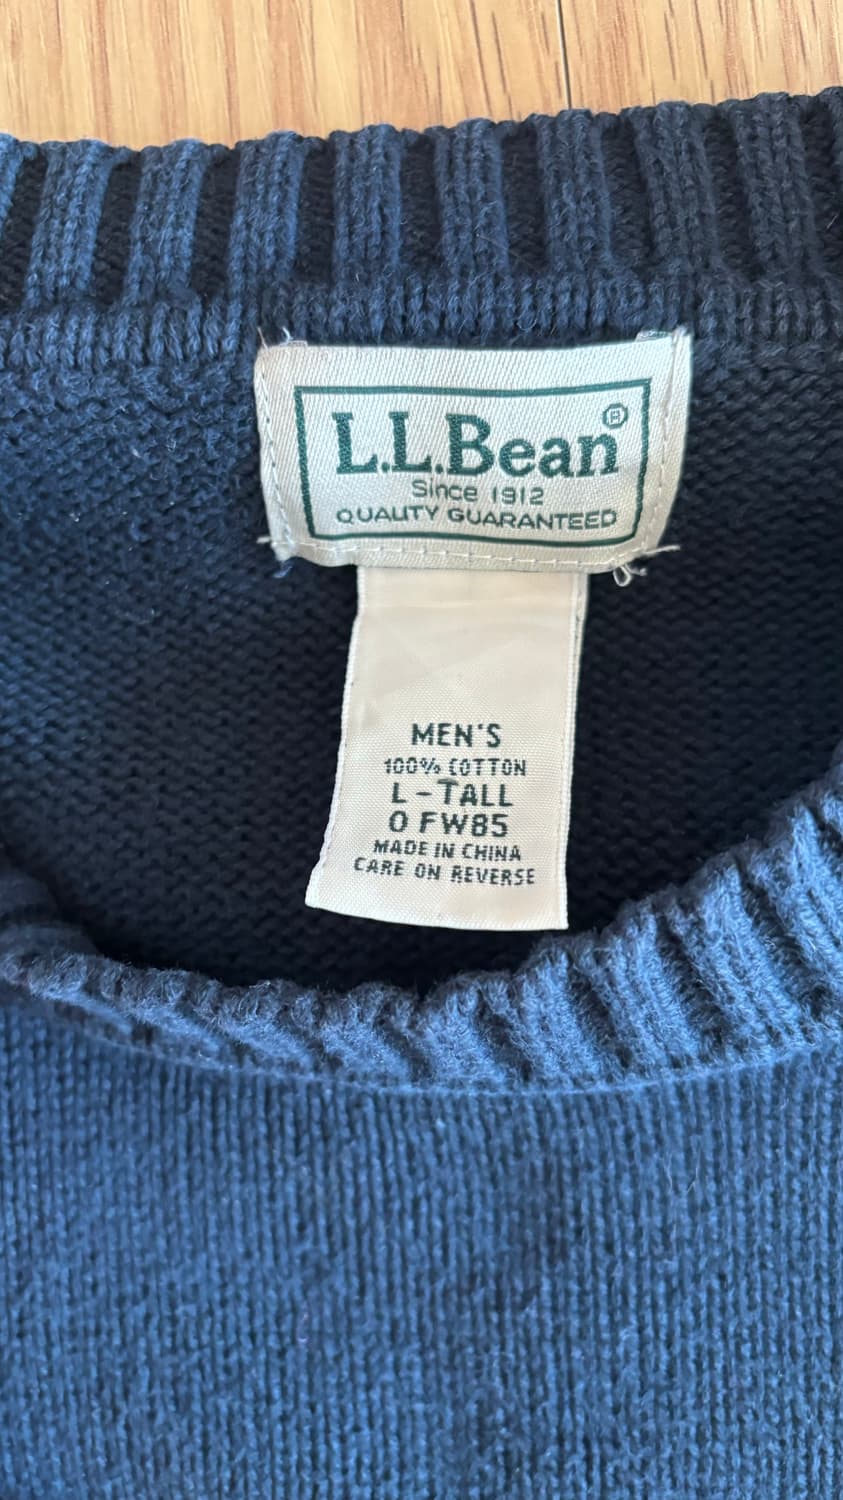 L.L.Bean®
Since 1912
QUALITY GUARANTEED
MEN'S
100% COTTON
L-TALL
0 FW85
MADE IN CHINA
CARE ON REVERSE